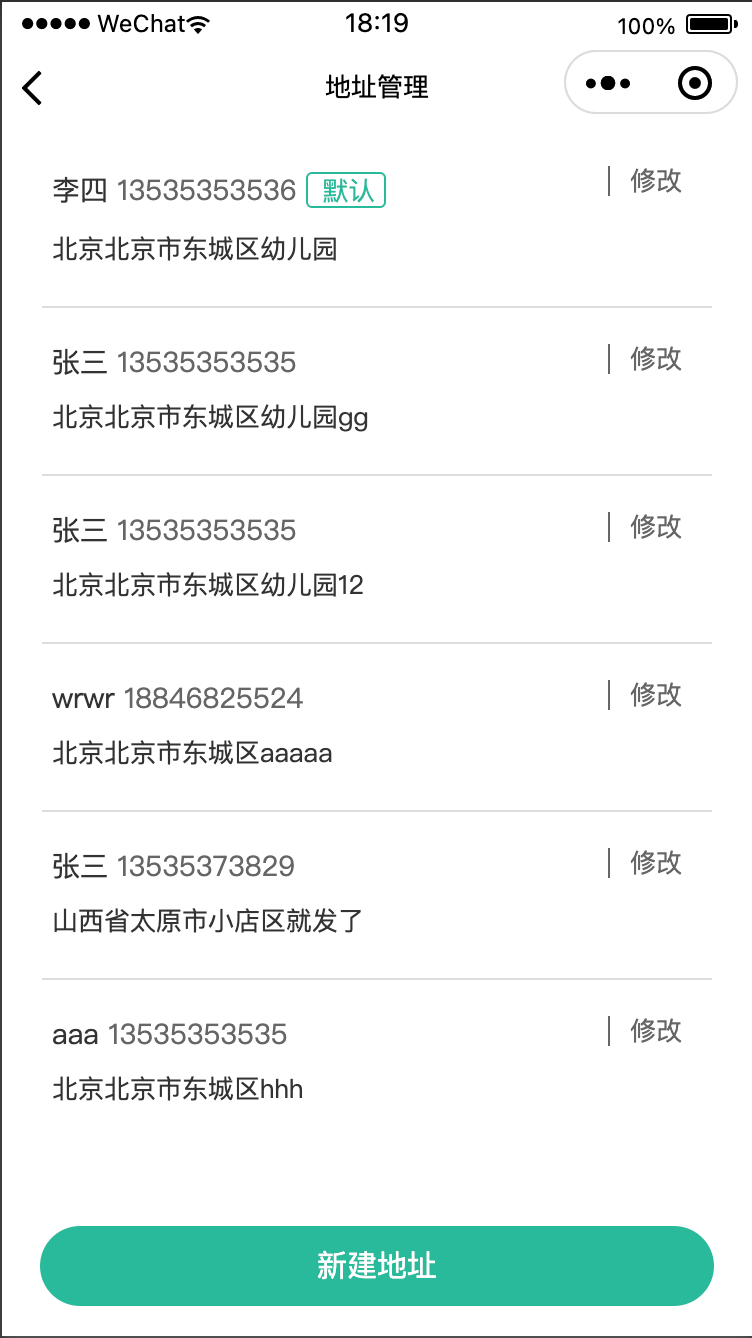 WeChat 18:19 100%
地址管理
李四 13535353536 默认 修改
北京北京市东城区幼儿园
张三 13535353535 修改
北京北京市东城区幼儿园gg
张三 13535353535 修改
北京北京市东城区幼儿园12
wrwr 18846825524 修改
北京北京市东城区aaaaa
张三 13535373829 修改
山西省太原市小店区就发了
aaa 13535353535 修改
北京北京市东城区hhh
新建地址